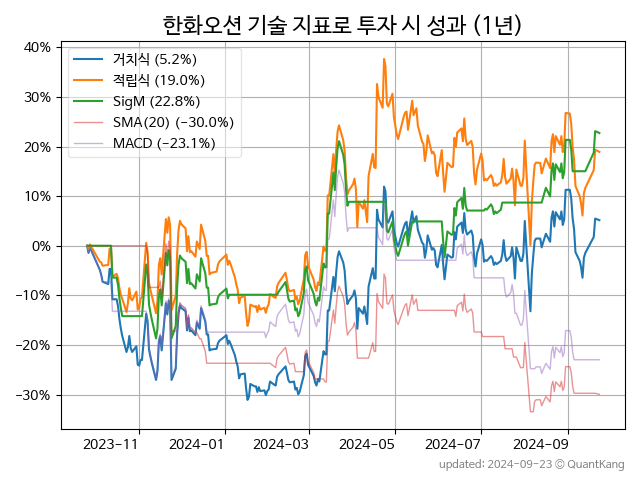 한화오션 기술 지표로 투자 시 성과 (1년)
40%
30%
20%
10%
0%
−10%
−20%
−30%
거치식 (5.2%)
적립식 (19.0%)
SigM (22.8%)
SMA(20) (−30.0%)
MACD (−23.1%)
2023−11
2024−01
2024−03
2024−05
2024−07
2024−09
updated: 2024−09−23 ⓒ QuantKang